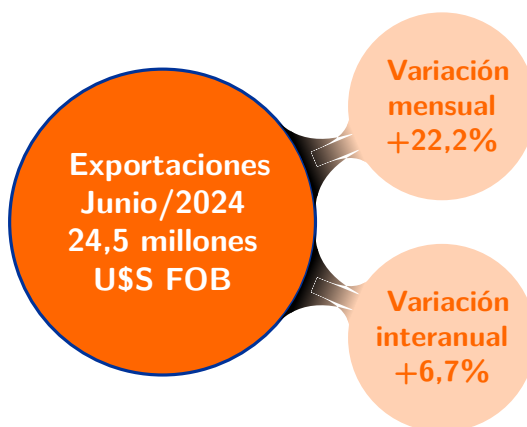 Exportaciones
Junio/2024
24,5 millones
U$S FOB
Variación
mensual
+22,2%
Variación
interanual
+6,7%